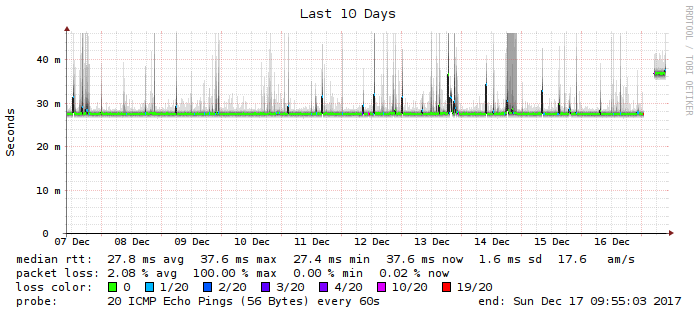 Last 10 Days
RRDTOOL / TOBI OETIKER
Seconds
40 m
30 m
20 m
10 m
0
07 Dec 08 Dec 09 Dec 10 Dec 11 Dec 12 Dec 13 Dec 14 Dec 15 Dec 16 Dec
median rtt: 27.8 ms avg 37.6 ms max 27.4 ms min 37.6 ms now 1.6 ms sd 17.6 am/s
packet loss: 2.08 % avg 100.00 % max 0.00 % min 0.02 % now
loss color: 0 1/20 2/20 3/20 4/20 10/20 19/20
probe: 20 ICMP Echo Pings (56 Bytes) every 60s end: Sun Dec 17 09:55:03 2017